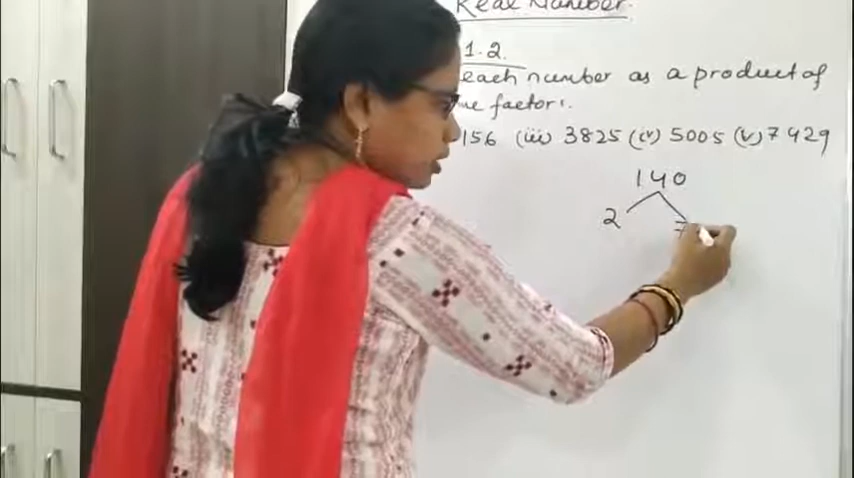 Real Number.
1.2.
each number as a product of
factors.
156 (iii) 3825 (iv) 5005 (v) 7429
140
2 7